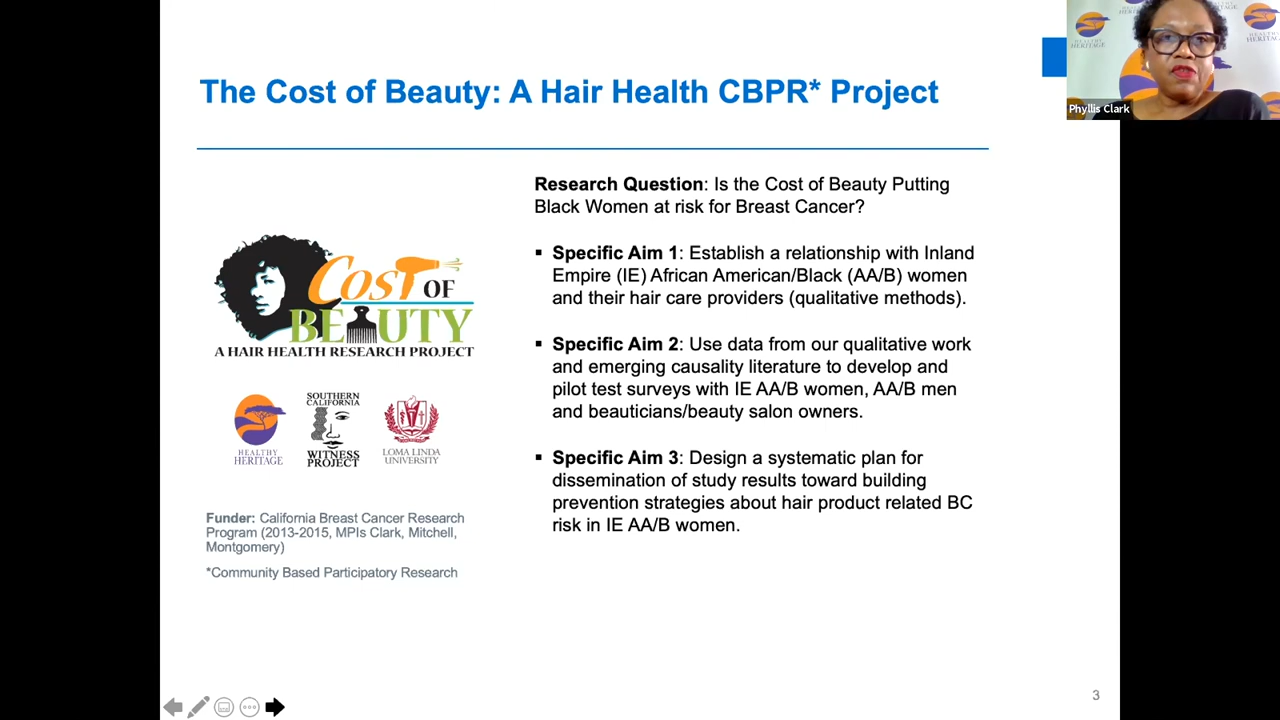 The Cost of Beauty: A Hair Health CBPR* Project
HEALTHY
HERITAGE
HEALTHY
HERITAGE
Phyllis Clark
Research Question: Is the Cost of Beauty Putting
Black Women at risk for Breast Cancer?
▪ Specific Aim 1: Establish a relationship with Inland
Empire (IE) African American/Black (AA/B) women
and their hair care providers (qualitative methods).
▪ Specific Aim 2: Use data from our qualitative work
and emerging causality literature to develop and
pilot test surveys with IE AA/B women, AA/B men
and beauticians/beauty salon owners.
▪ Specific Aim 3: Design a systematic plan for
dissemination of study results toward building
prevention strategies about hair product related BC
risk in IE AA/B women.
COST OF
BEAUTY
A HAIR HEALTH RESEARCH PROJECT
HEALTHY
HERITAGE
SOUTHERN
CALIFORNIA
WITNESS
PROJECT
LOMA LINDA
UNIVERSITY
Funder: California Breast Cancer Research
Program (2013-2015, MPIs Clark, Mitchell,
Montgomery)
*Community Based Participatory Research
3